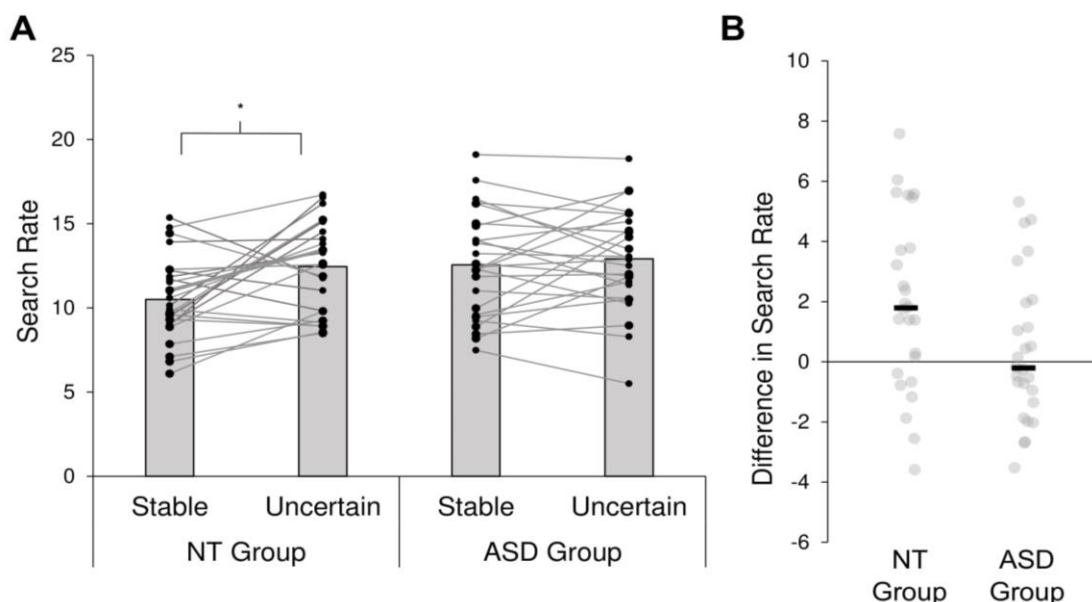 A
B
Search Rate
25
20
15
10
5
0
*
Stable
Uncertain
Stable
Uncertain
NT Group
ASD Group
Difference in Search Rate
10
8
6
4
2
0
-2
-4
-6
NT
Group
ASD
Group